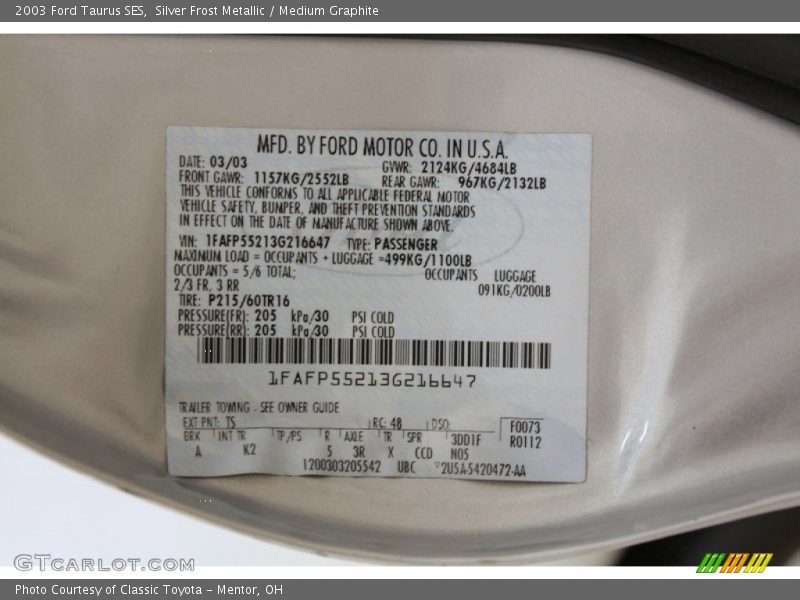 2003 Ford Taurus SES, Silver Frost Metallic / Medium Graphite
MFD. BY FORD MOTOR CO. IN U.S.A.
DATE: 03/03 GVWR: 2124KG/4684LB
FRONT GAWR: 1157KG/2552LB REAR GAWR: 967KG/2132LB
THIS VEHICLE CONFORMS TO ALL APPLICABLE FEDERAL MOTOR
VEHICLE SAFETY, BUMPER, AND THEFT PREVENTION STANDARDS
IN EFFECT ON THE DATE OF MANUFACTURE SHOWN ABOVE.
VIN: 1FAFP55213G216647 TYPE: PASSENGER
MAXIMUM LOAD = OCCUPANTS + LUGGAGE =499KG/1100LB
OCCUPANTS = 5/6 TOTAL; OCCUPANTS LUGGAGE
2/3 FR, 3 RR 091KG/0200LB
TIRE: P215/60TR16
PRESSURE(FR): 205 kPa/30 PSI COLD
PRESSURE(RR): 205 kPa/30 PSI COLD
1FAFP55213G216647
TRAILER TOWING - SEE OWNER GUIDE
EXT PNT: TS RC: 48 DSO: F0073
BRK INT TR TP/PS R AXLE TR SPR 3DD1F R0112
A K2 5 3R X CCD N05
1200303205542 UBC 2U5A-5420472-AA
GTCARLOT.COM
Photo Courtesy of Classic Toyota - Mentor, OH